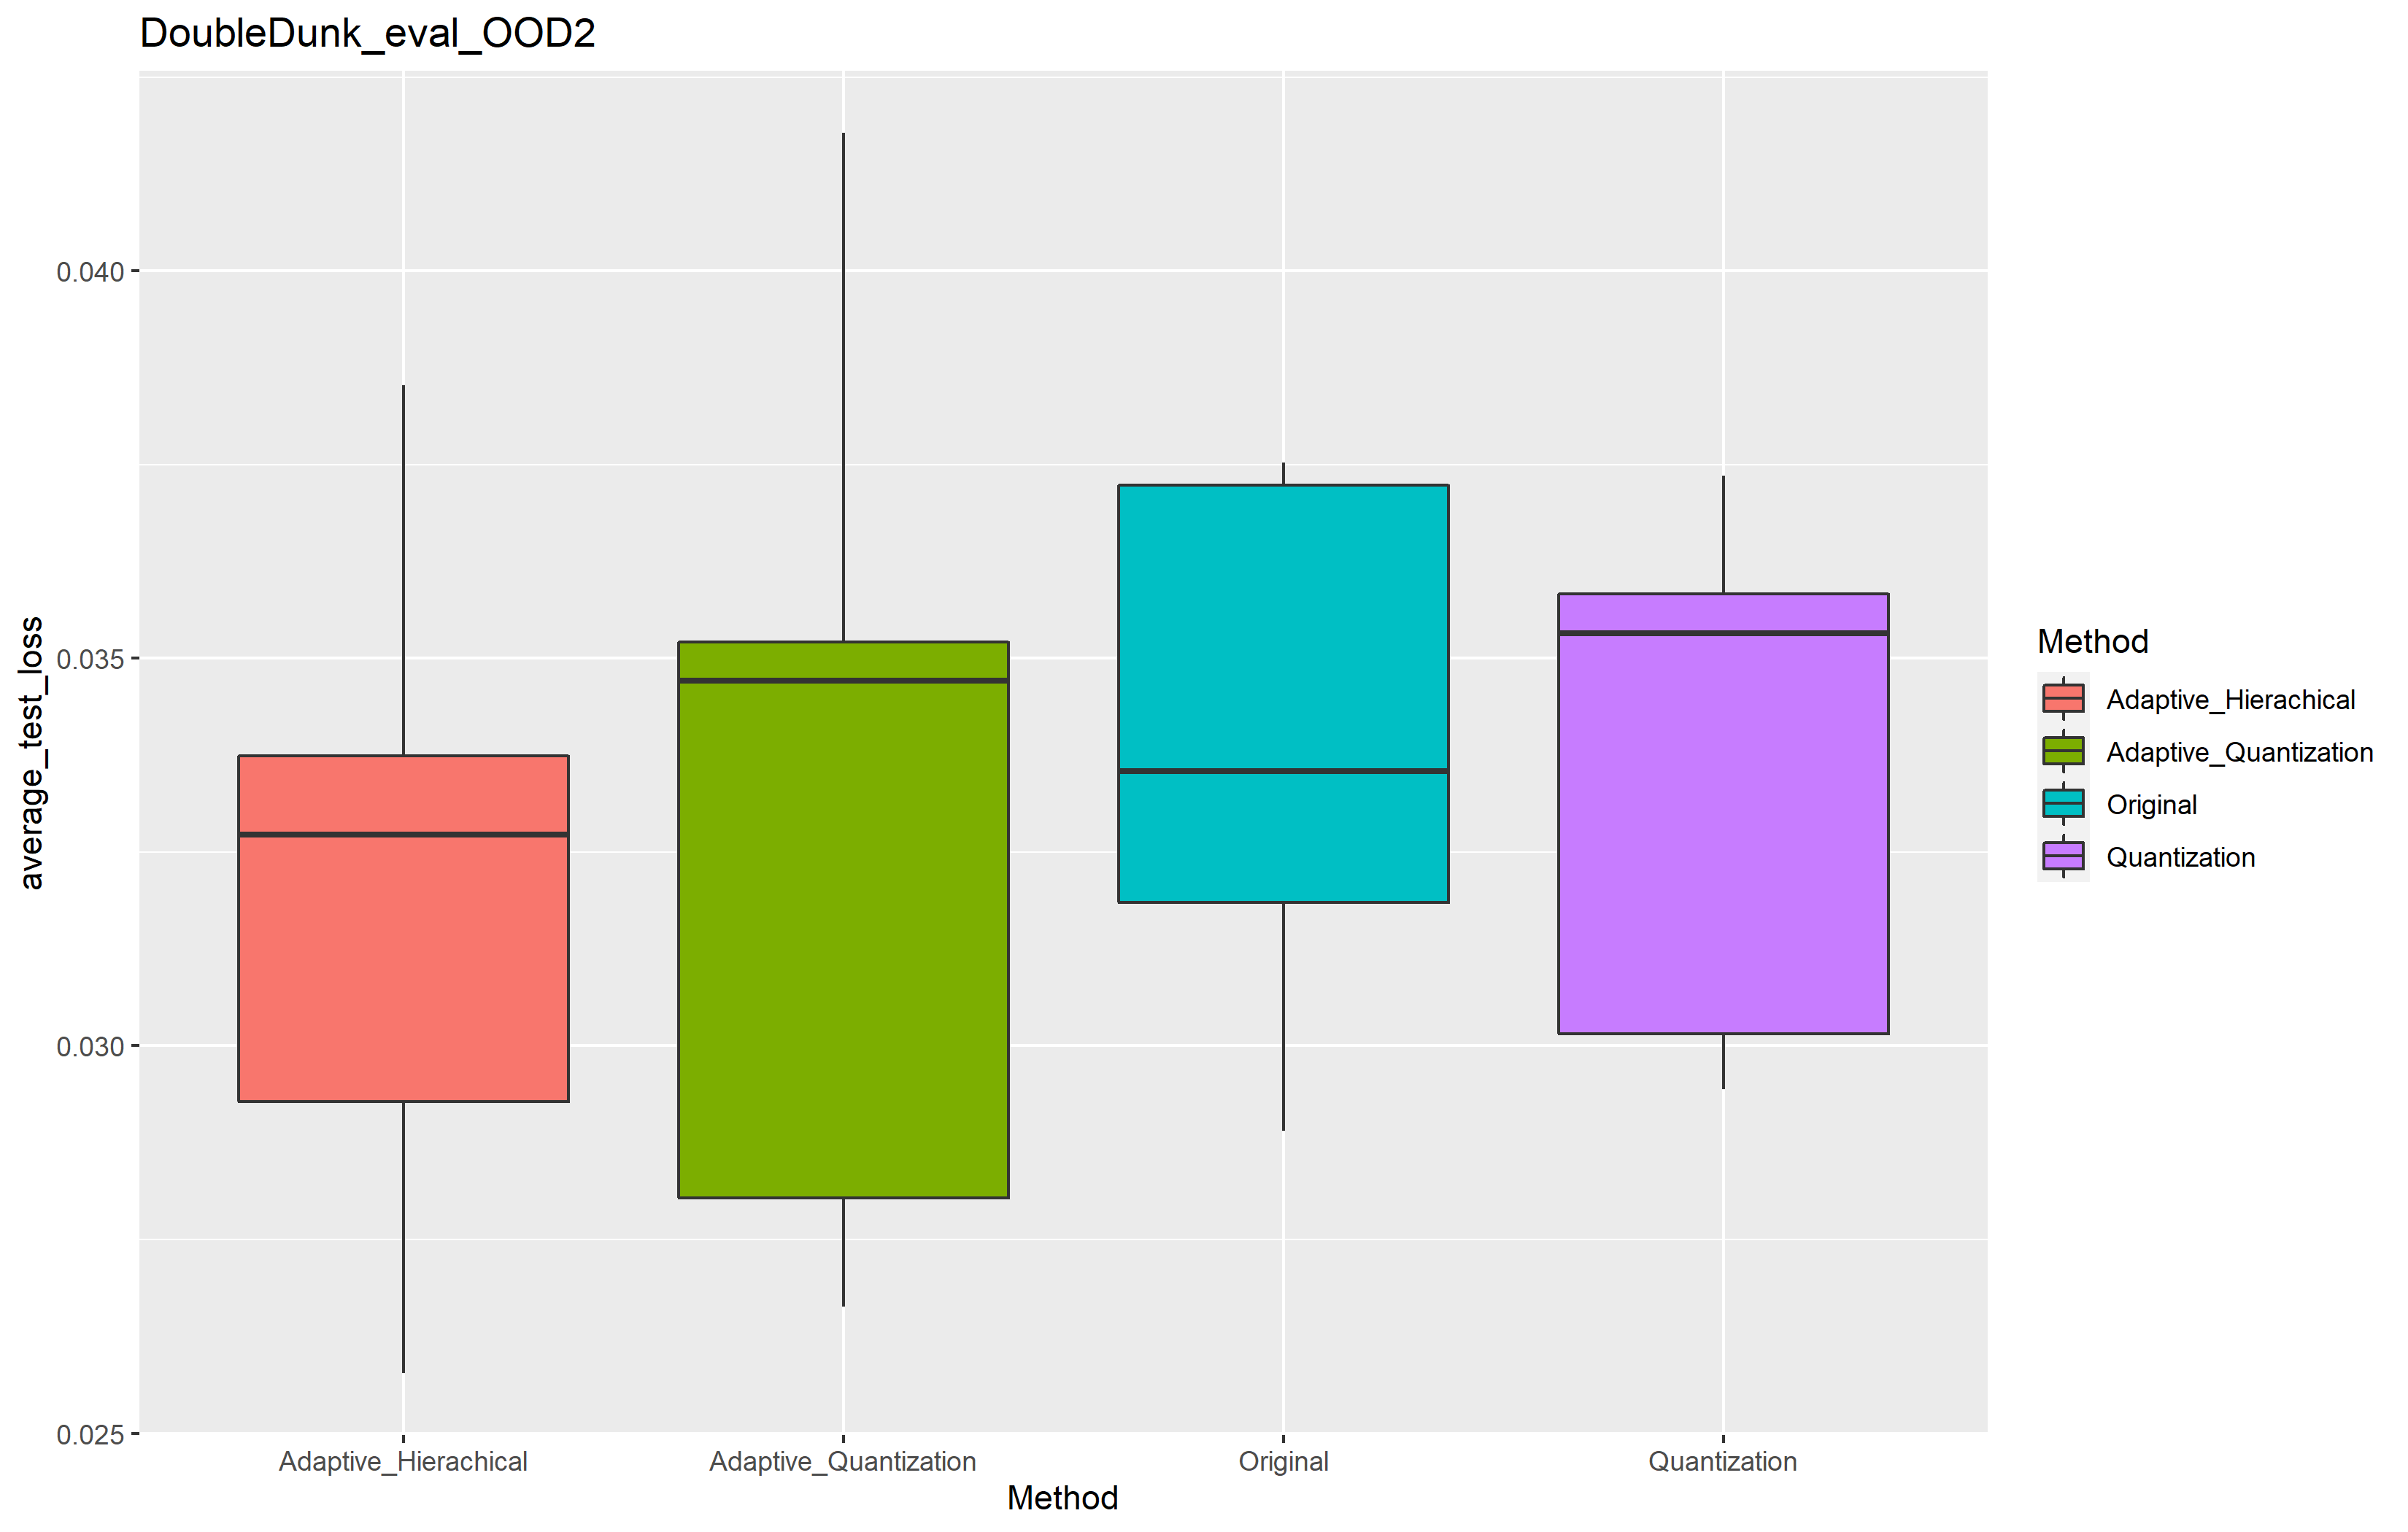 DoubleDunk_eval_OOD2
average_test_loss
0.040
0.035
0.030
0.025
Adaptive_Hierachical
Adaptive_Quantization
Original
Quantization
Method
Method
Adaptive_Hierachical
Adaptive_Quantization
Original
Quantization